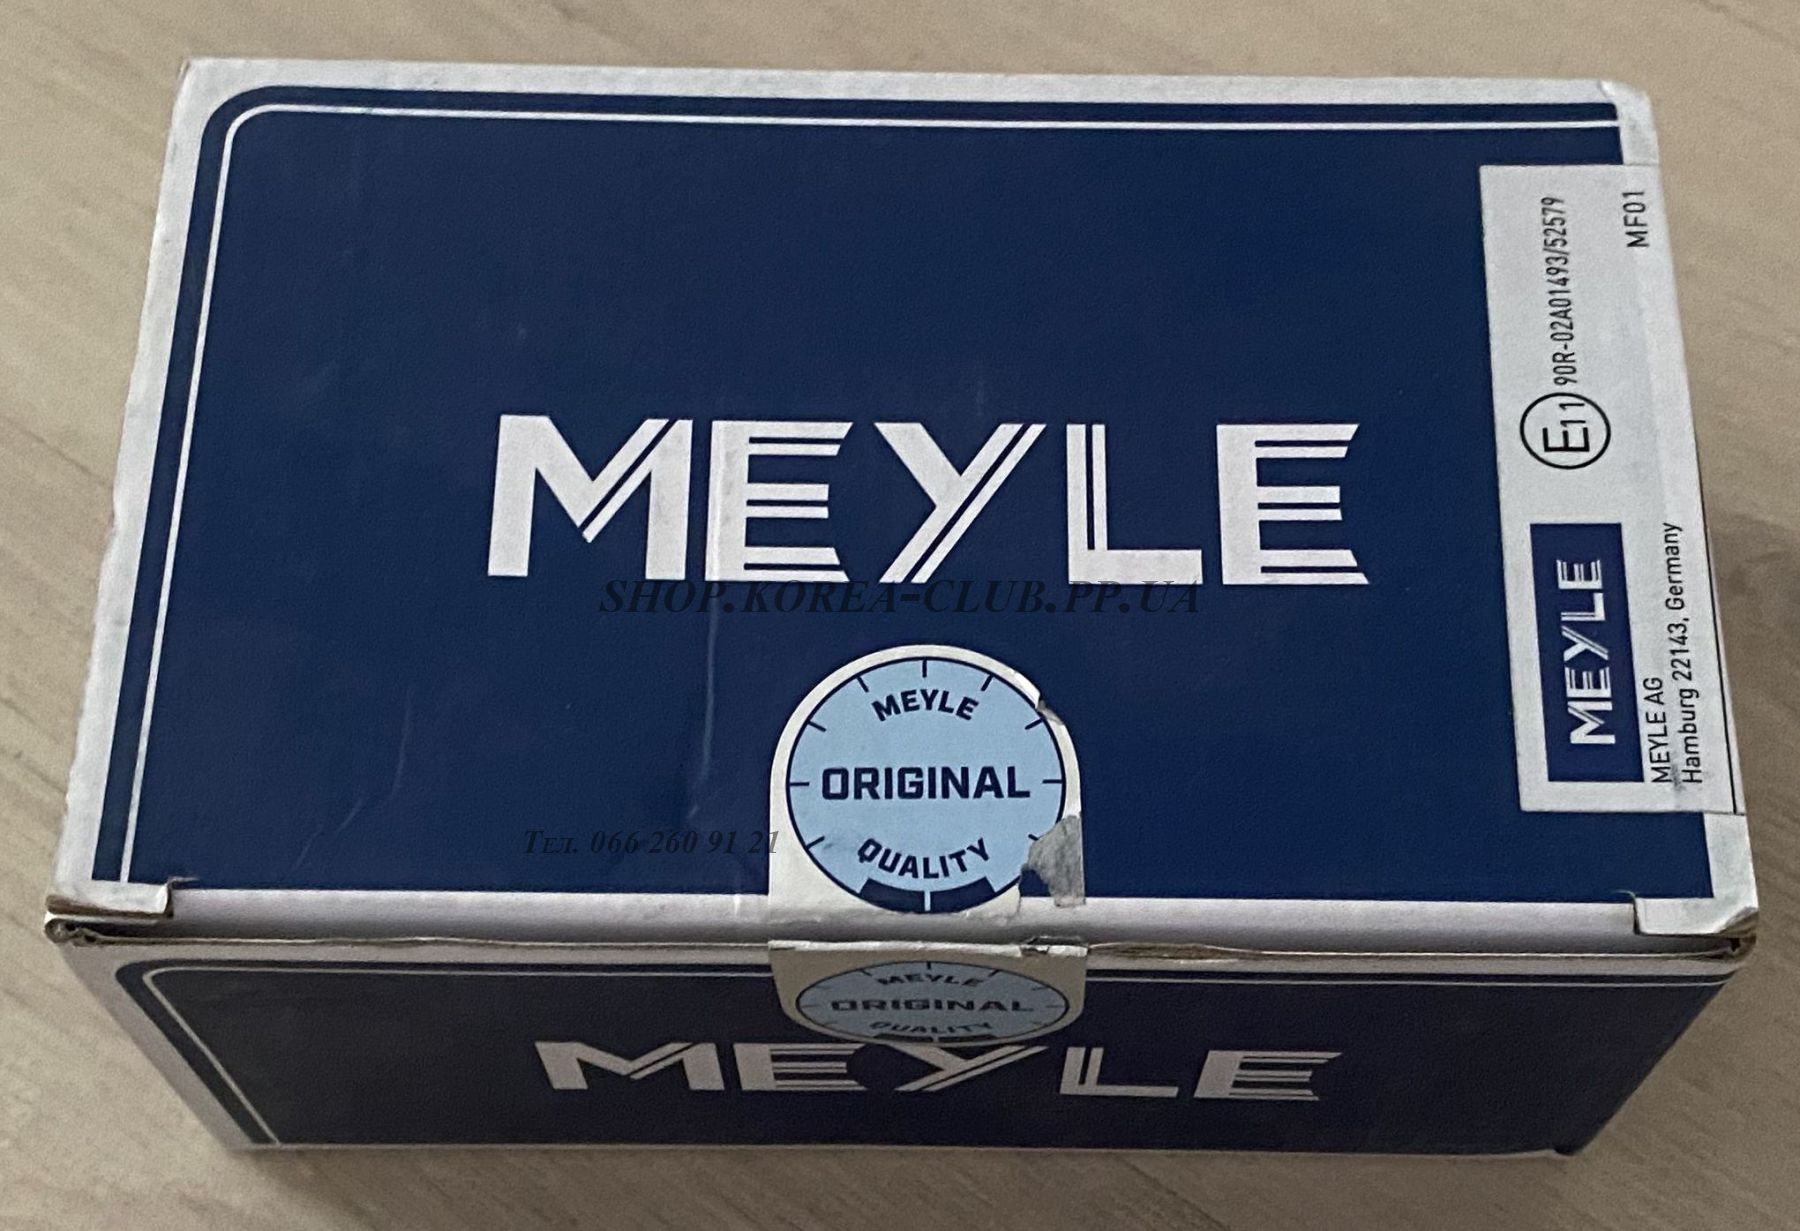 MEYLE
SHOP.KOREA-CLUB.PP.UA
Тел. 066 260 91 21
MEYLE
ORIGINAL
QUALITY
MEYLE
ORIGINAL
QUALITY
MEYLE
E11 90R-02A01493/52579
MF01
MEYLE
MEYLE AG
Hamburg 22143, Germany